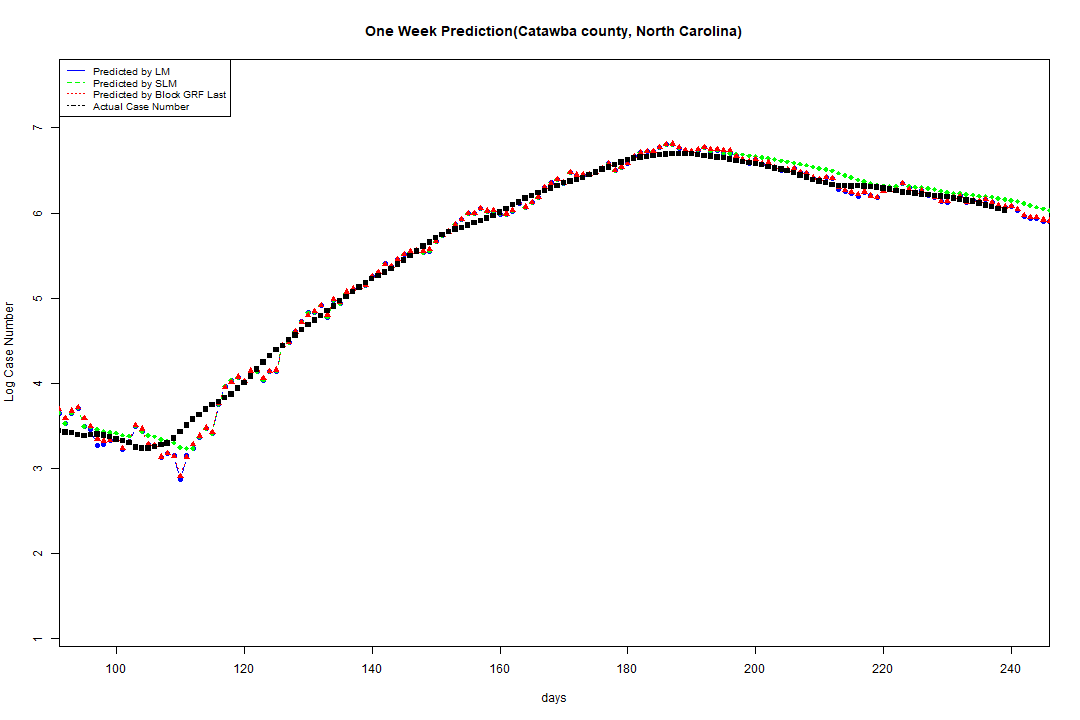 One Week Prediction(Catawba county, North Carolina)
Predicted by LM
Predicted by SLM
Predicted by Block GRF Last
Actual Case Number
Log Case Number
7
6
5
4
3
2
1
100 120 140 160 180 200 220 240
days